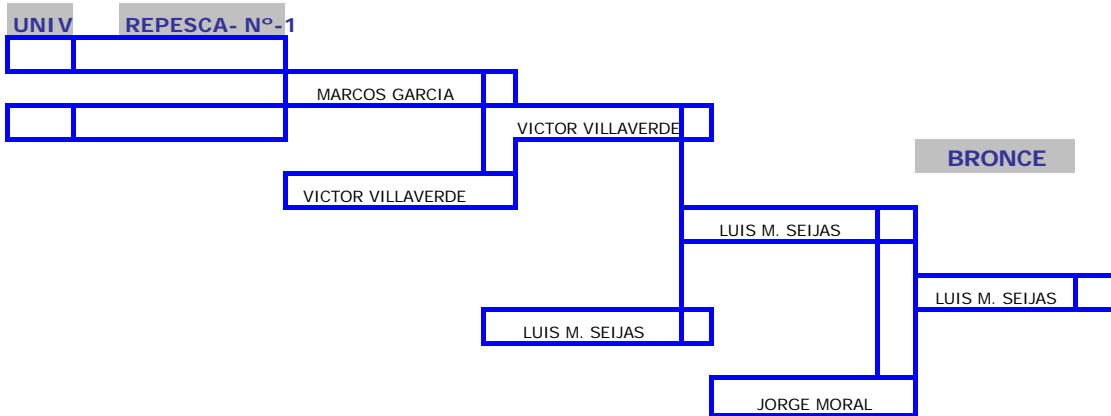 UNIV REPESCA- Nº-1
MARCOS GARCIA
VICTOR VILLAVERDE
BRONCE
VICTOR VILLAVERDE
LUIS M. SEIJAS
LUIS M. SEIJAS
LUIS M. SEIJAS
JORGE MORAL